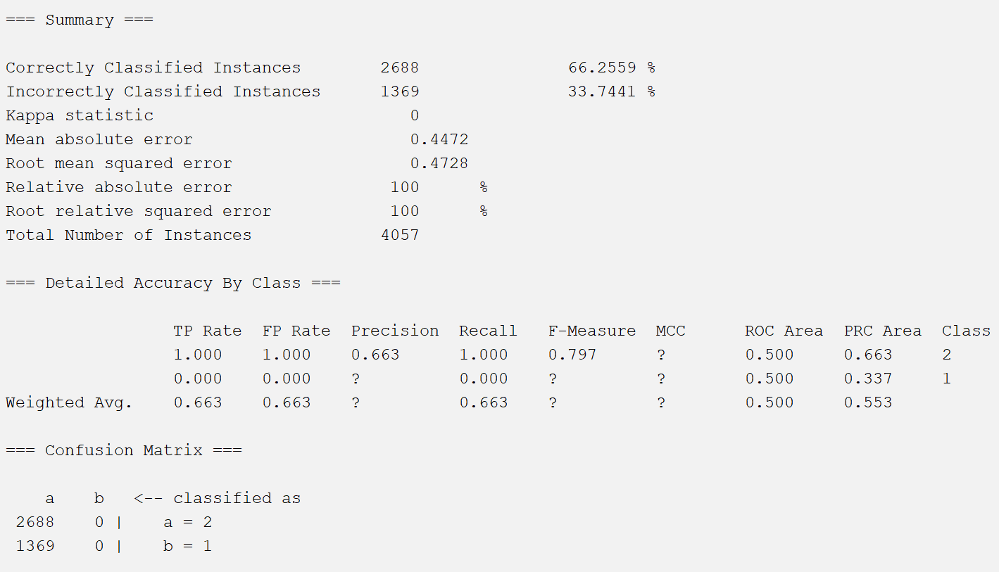 === Summary ===
Correctly Classified Instances 2688 66.2559 %
Incorrectly Classified Instances 1369 33.7441 %
Kappa statistic 0
Mean absolute error 0.4472
Root mean squared error 0.4728
Relative absolute error 100 %
Root relative squared error 100 %
Total Number of Instances 4057
=== Detailed Accuracy By Class ===
TP Rate FP Rate Precision Recall F-Measure MCC ROC Area PRC Area Class
1.000 1.000 0.663 1.000 0.797 ? 0.500 0.663 2
0.000 0.000 ? 0.000 ? ? 0.500 0.337 1
Weighted Avg. 0.663 0.663 ? 0.663 ? ? 0.500 0.553
=== Confusion Matrix ===
a b <-- classified as
2688 0 | a = 2
1369 0 | b = 1